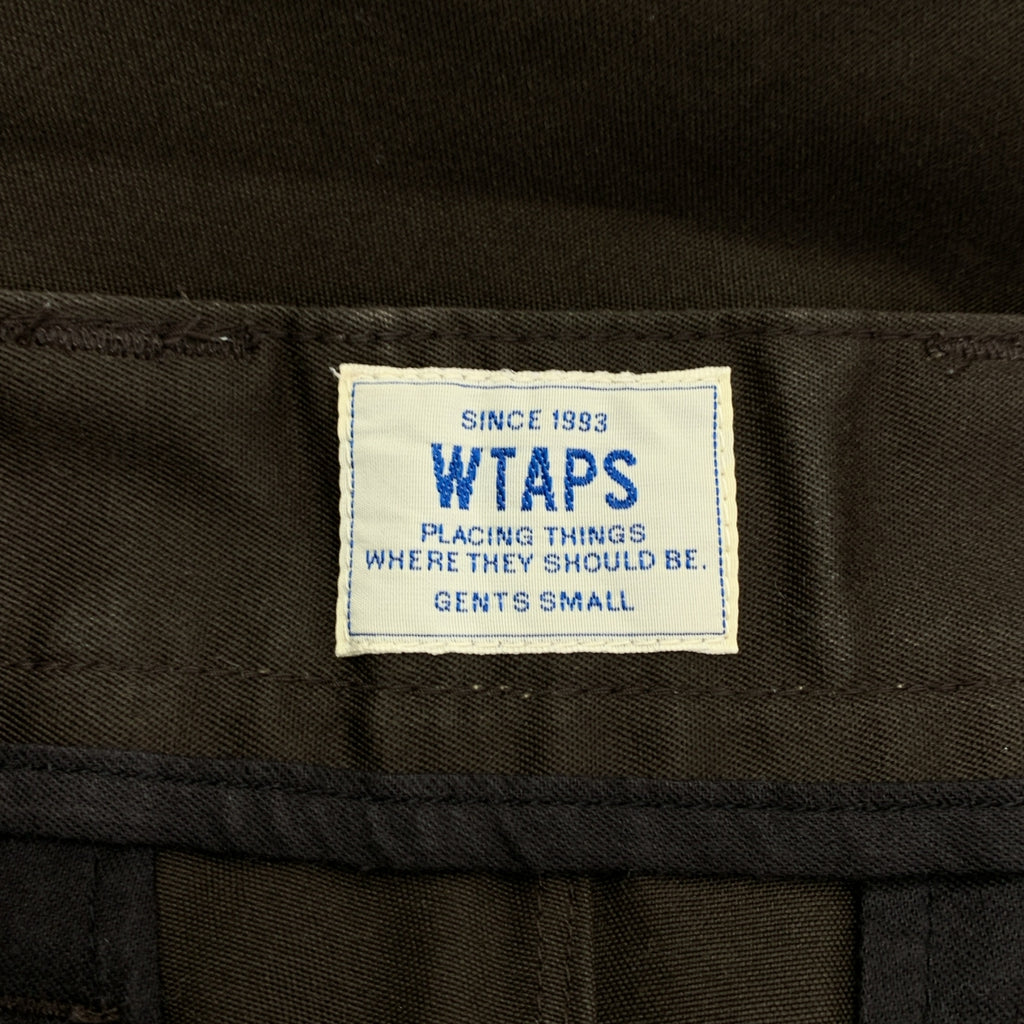 SINCE 1993
WTAPS
PLACING THINGS
WHERE THEY SHOULD BE.
GENTS SMALL